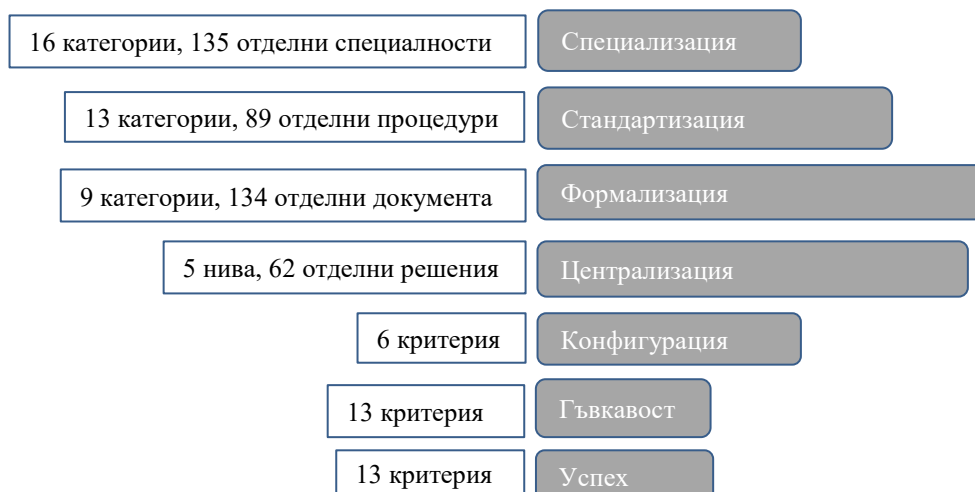 16 категории, 135 отделни специалности Специализация
13 категории, 89 отделни процедури Стандартизация
9 категории, 134 отделни документа Формализация
5 нива, 62 отделни решения Централизация
6 критерия Конфигурация
13 критерия Гъвкавост
13 критерия Успех